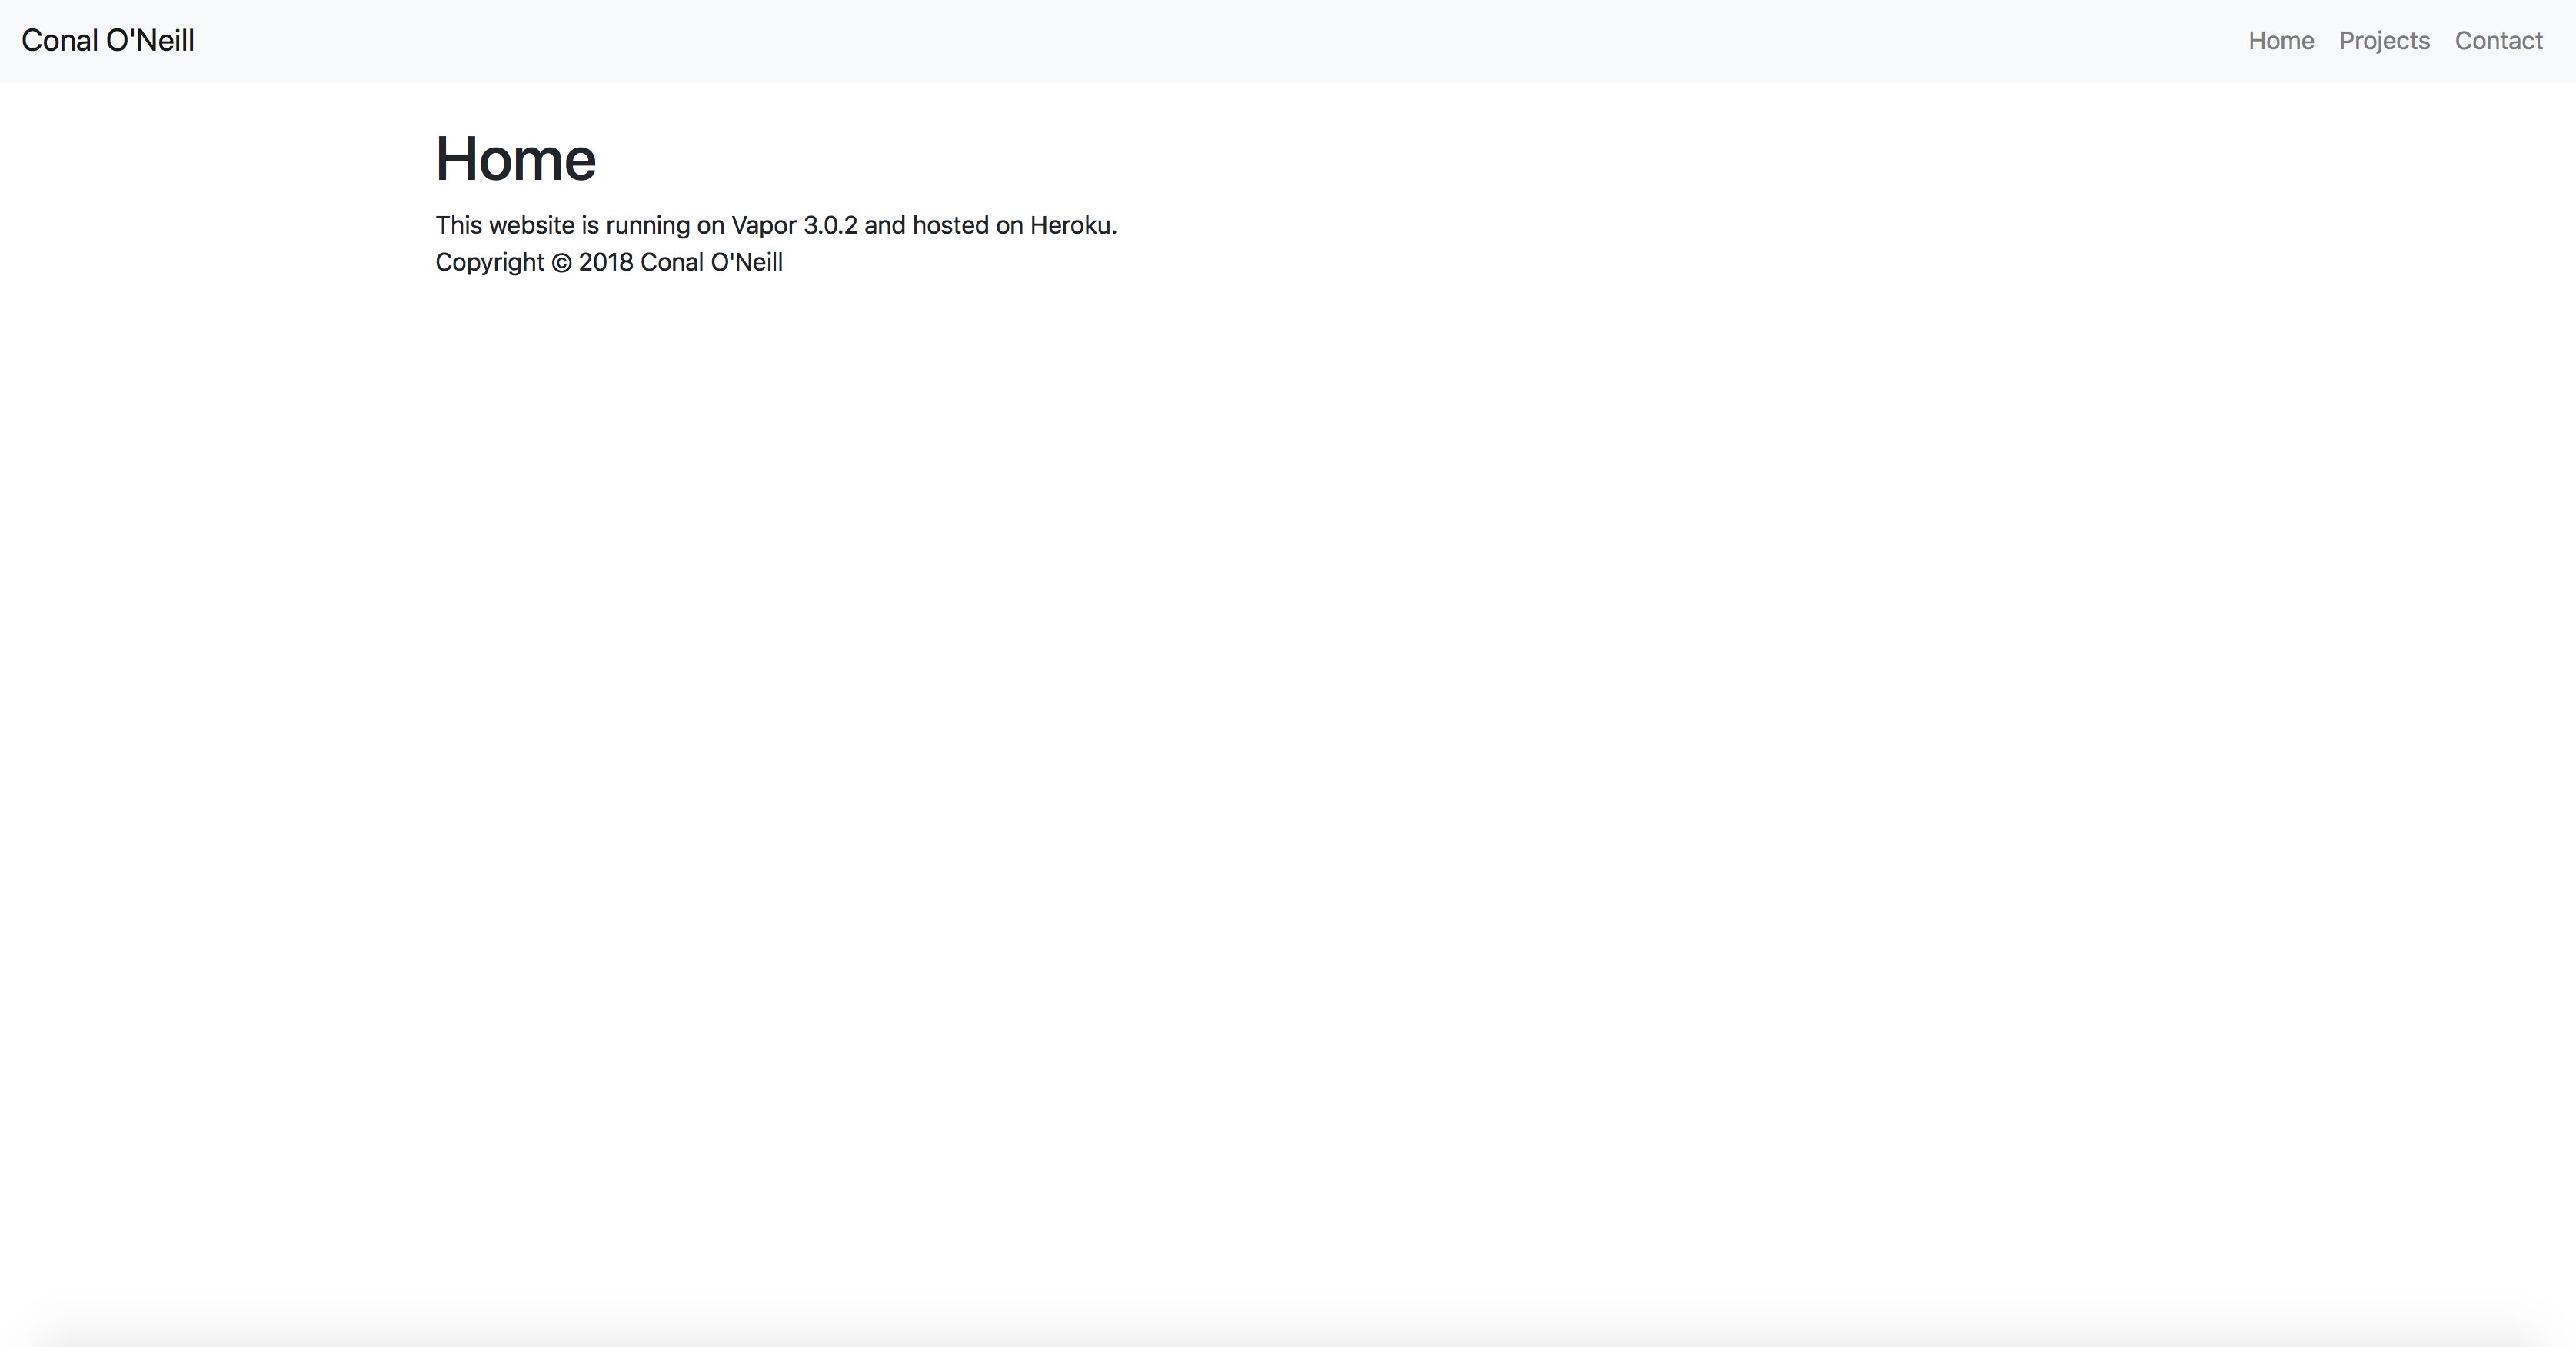 Conal O'Neill
Home Projects Contact
Home
This website is running on Vapor 3.0.2 and hosted on Heroku.
Copyright © 2018 Conal O'Neill